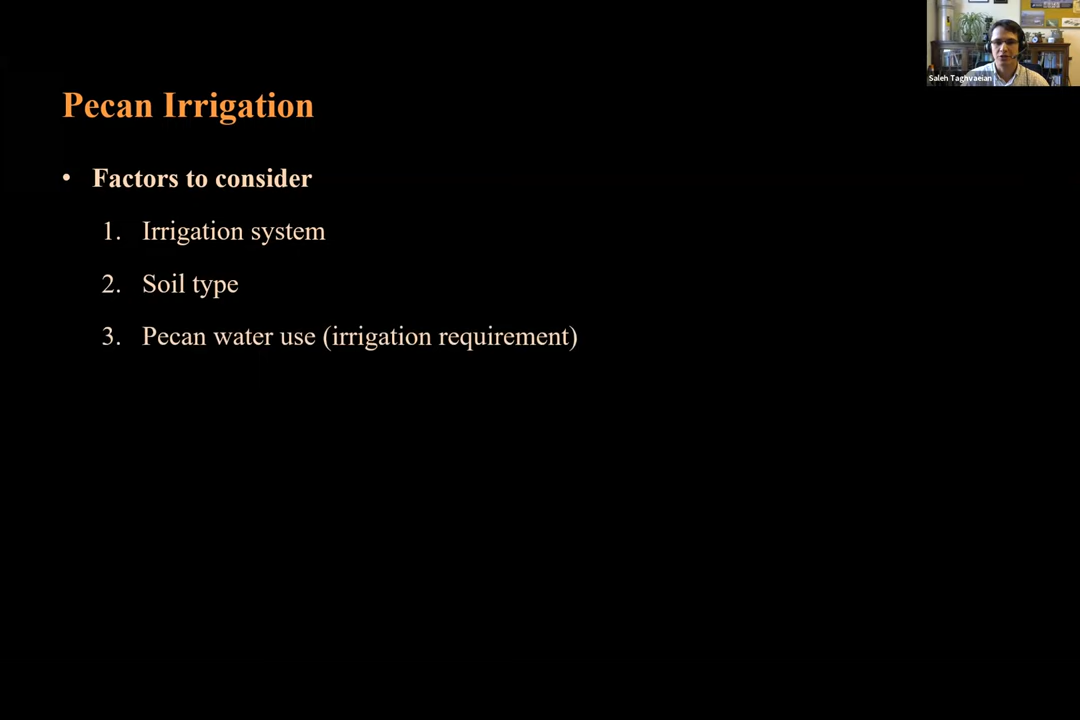 Saleh Taghvaeian
Pecan Irrigation
• Factors to consider
1. Irrigation system
2. Soil type
3. Pecan water use (irrigation requirement)